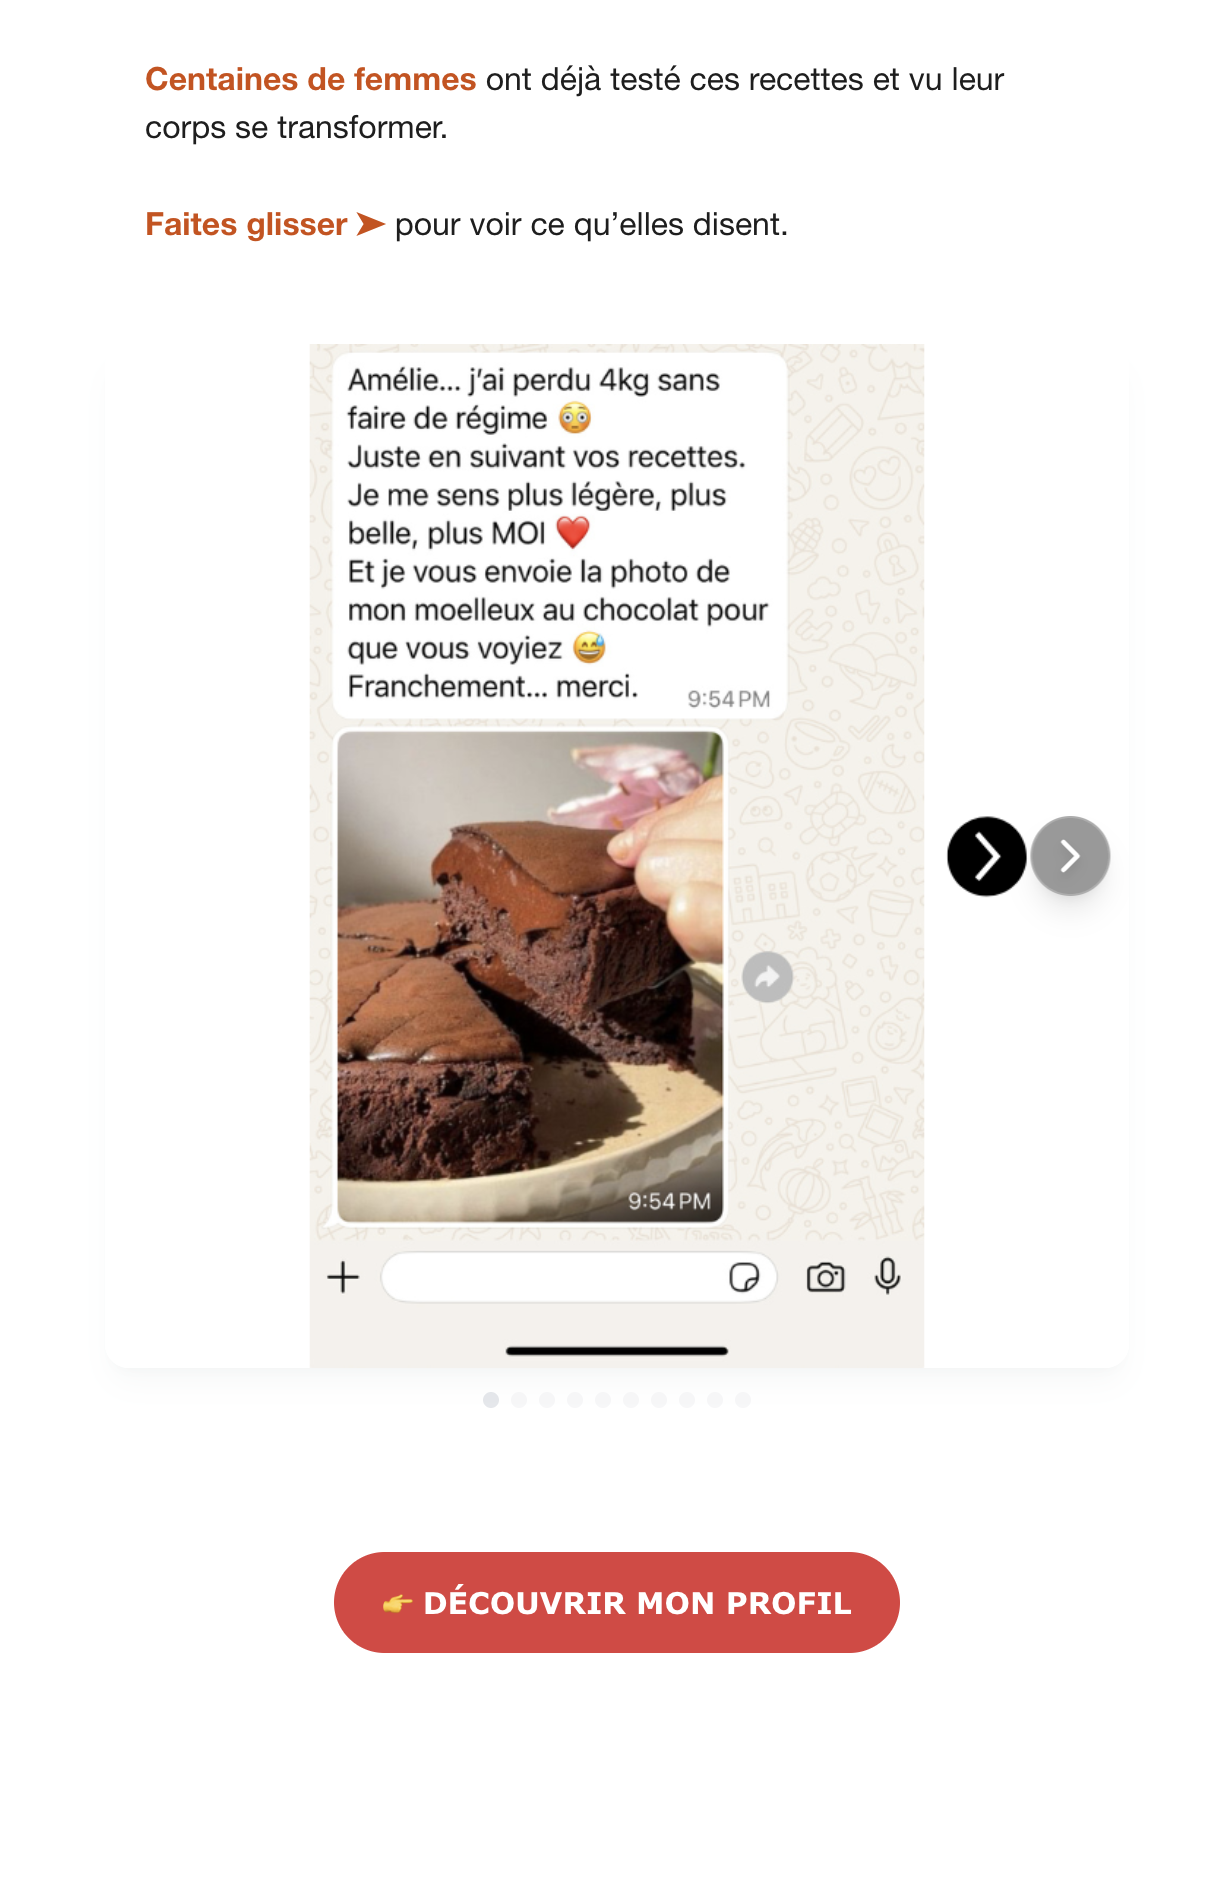 Centaines de femmes ont déjà testé ces recettes et vu leur
corps se transformer.
Faites glisser ➤ pour voir ce qu’elles disent.
Amélie... j’ai perdu 4kg sans
faire de régime 😳
Juste en suivant vos recettes.
Je me sens plus légère, plus
belle, plus MOI ❤️
Et je vous envoie la photo de
mon moelleux au chocolat pour
que vous voyiez 😅
Franchement... merci.
9:54 PM
9:54 PM
👉 DÉCOUVRIR MON PROFIL